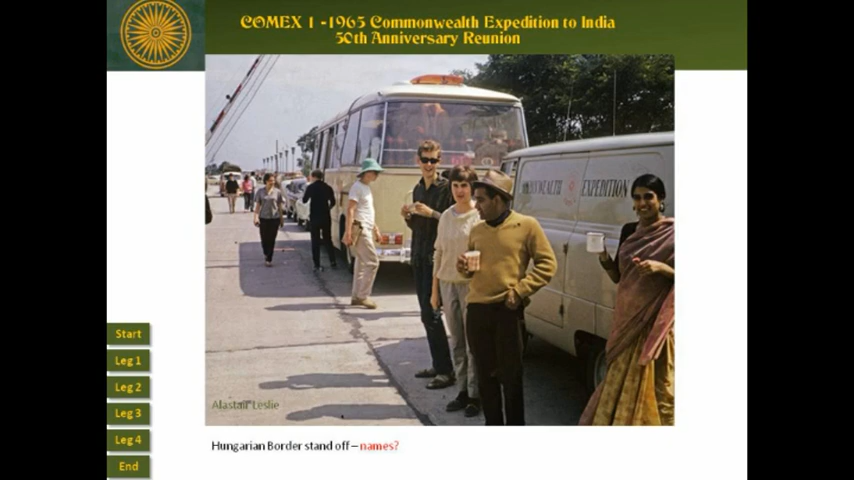 COMEX 1 -1965 Commonwealth Expedition to India
50th Anniversary Reunion
COMMONWEALTH EXPEDITION
Start
Leg 1
Leg 2
Leg 3
Leg 4
End
Alastair Leslie
Hungarian Border stand off – names?